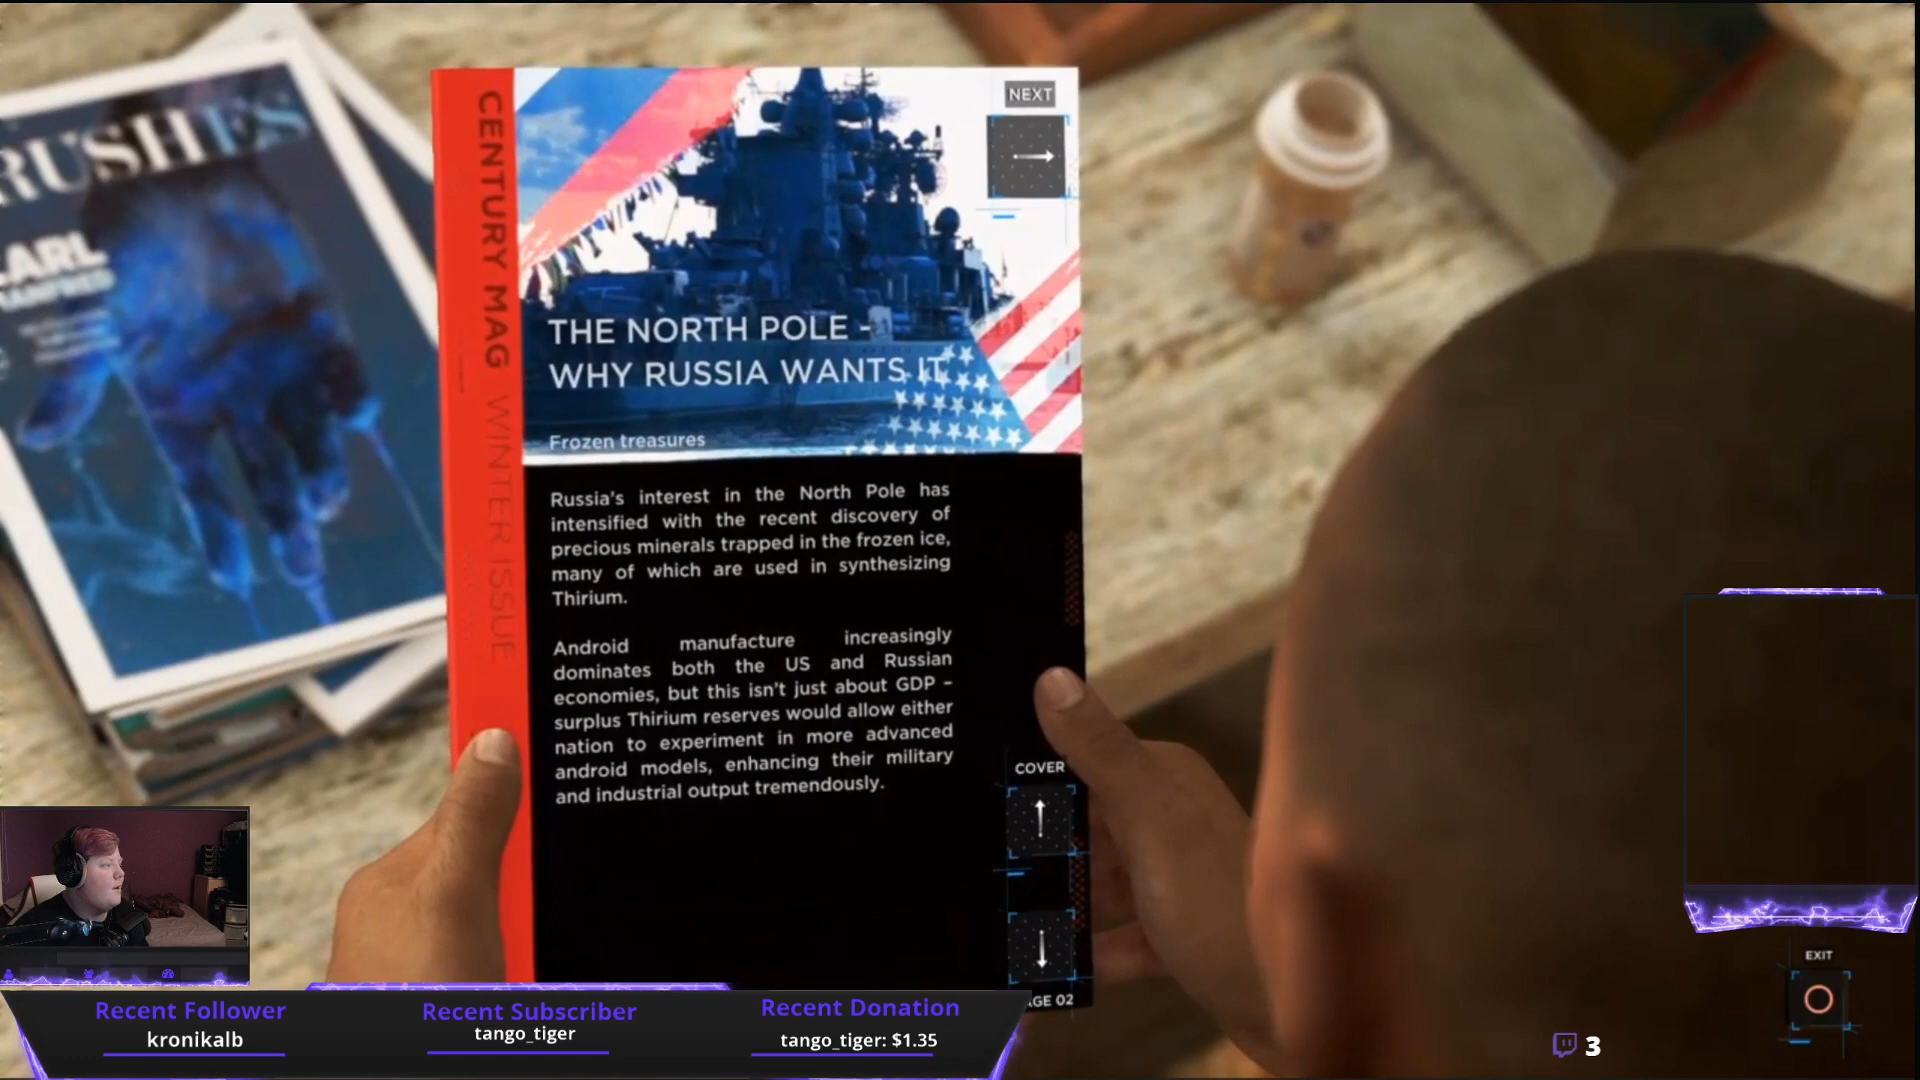 RUSHES
CARL
MANFRED
CENTURY MAG WINTER ISSUE
NEXT
THE NORTH POLE -
WHY RUSSIA WANTS IT
Frozen treasures
Russia's interest in the North Pole has
intensified with the recent discovery of
precious minerals trapped in the frozen ice,
many of which are used in synthesizing
Thirium.
Android manufacture increasingly
dominates both the US and Russian
economies, but this isn't just about GDP –
surplus Thirium reserves would allow either
nation to experiment in more advanced
android models, enhancing their military
and industrial output tremendously.
COVER
AGE 02
EXIT
Recent Follower
kronikalb
Recent Subscriber
tango_tiger
Recent Donation
tango_tiger: $1.35
3